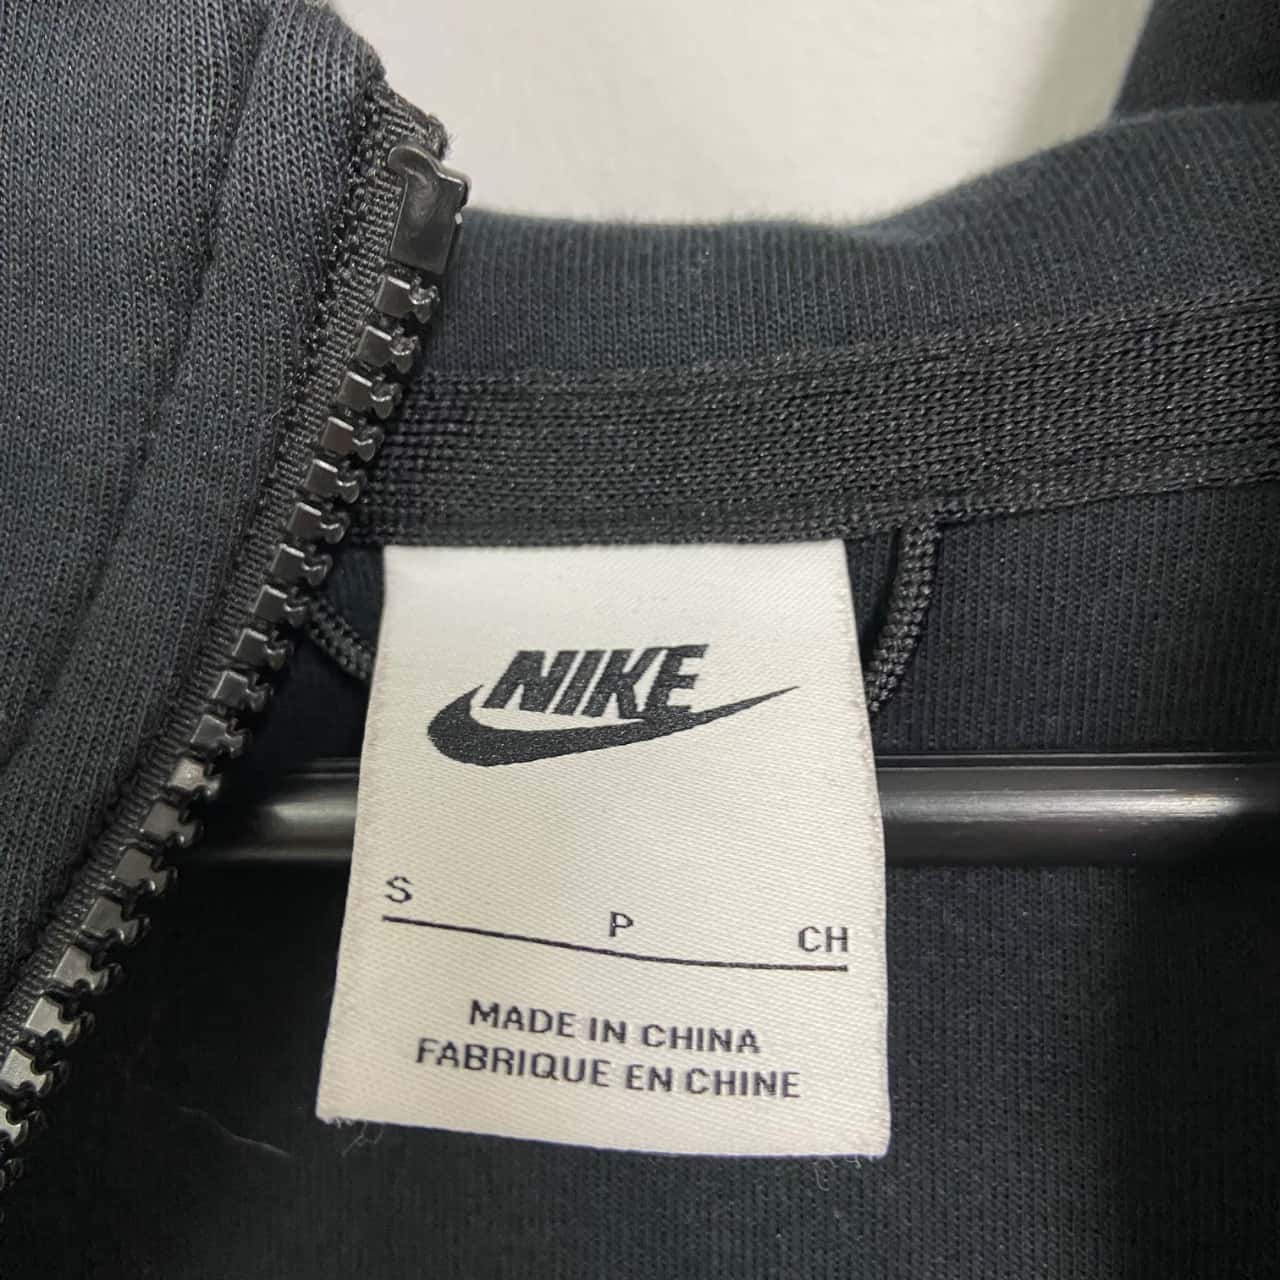 NIKE
S P CH
MADE IN CHINA
FABRIQUE EN CHINE